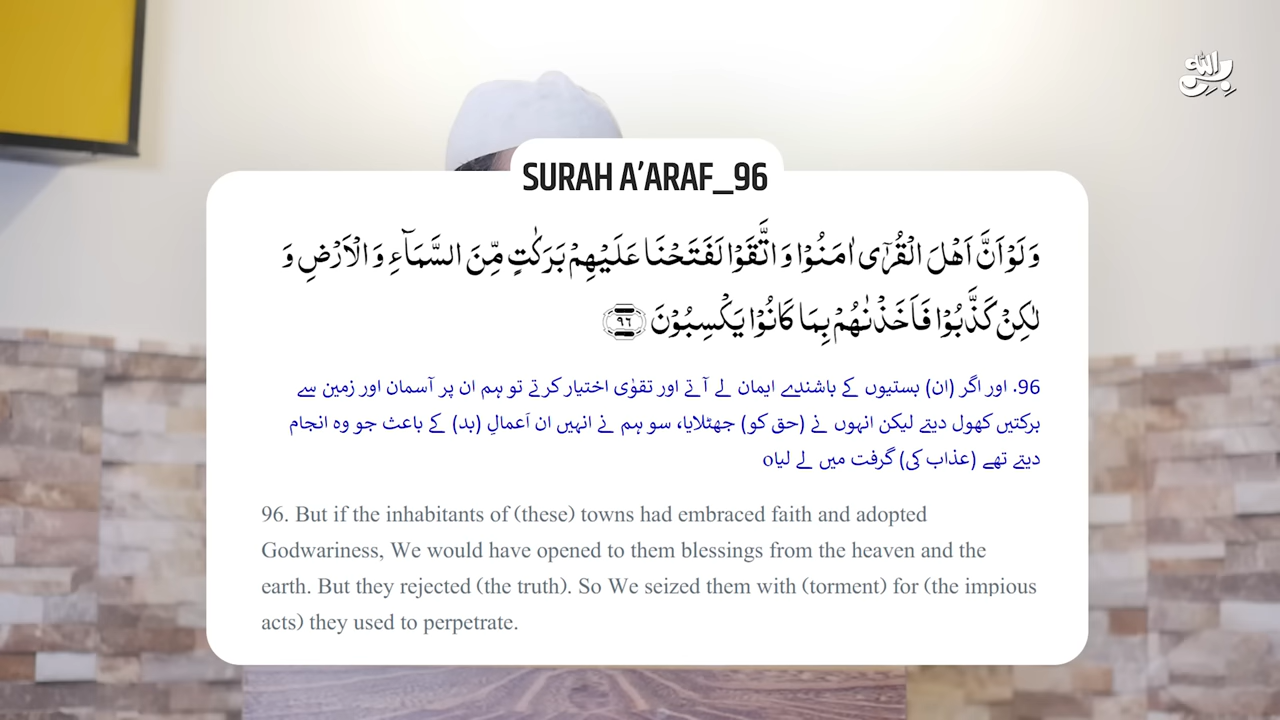 SURAH A’ARAF_96
وَلَوْ اَنَّ اَهْلَ الْقُرٰٓى اٰمَنُوْا وَاتَّقَوْا لَفَتَحْنَا عَلَيْهِمْ بَرَكٰتٍ مِّنَ السَّمَآءِ وَالْاَرْضِ وَ
لٰكِنْ كَذَّبُوْا فَاَخَذْنٰهُمْ بِمَا كَانُوْا يَكْسِبُوْنَ ٩٦
96. اور اگر (ان) بستیوں کے باشندے ایمان لے آتے اور تقوٰی اختیار کرتے تو ہم ان پر آسمان اور زمین سے
برکتیں کھول دیتے لیکن انہوں نے (حق کو) جھٹلایا، سو ہم نے انہیں ان اَعمالِ (بد) کے باعث جو وہ انجام
دیتے تھے (عذاب کی) گرفت میں لے لیاo
96. But if the inhabitants of (these) towns had embraced faith and adopted
Godwariness, We would have opened to them blessings from the heaven and the
earth. But they rejected (the truth). So We seized them with (torment) for (the impious
acts) they used to perpetrate.